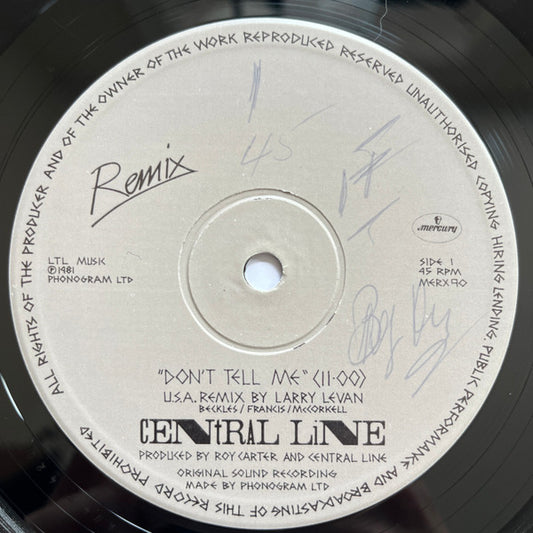 ALL RIGHTS OF THE PRODUCER AND OF THE OWNER OF THE WORK REPRODUCED RESERVED UNAUTHORISED COPYING HIRING LENDING, PUBLIC PERFORMANCE AND BROADCASTING OF THIS RECORD PROHIBITED
Remix
45
mercury
LTL MUSIC
℗1981
PHONOGRAM LTD
SIDE 1
45 RPM
MERX90
"DON'T TELL ME" (11·00)
U.S.A. REMIX BY LARRY LEVAN
BECKLES/FRANCIS/McCORKELL
CENtRAL LiNE
PRODUCED BY ROY CARTER AND CENTRAL LINE
ORIGINAL SOUND RECORDING
MADE BY PHONOGRAM LTD